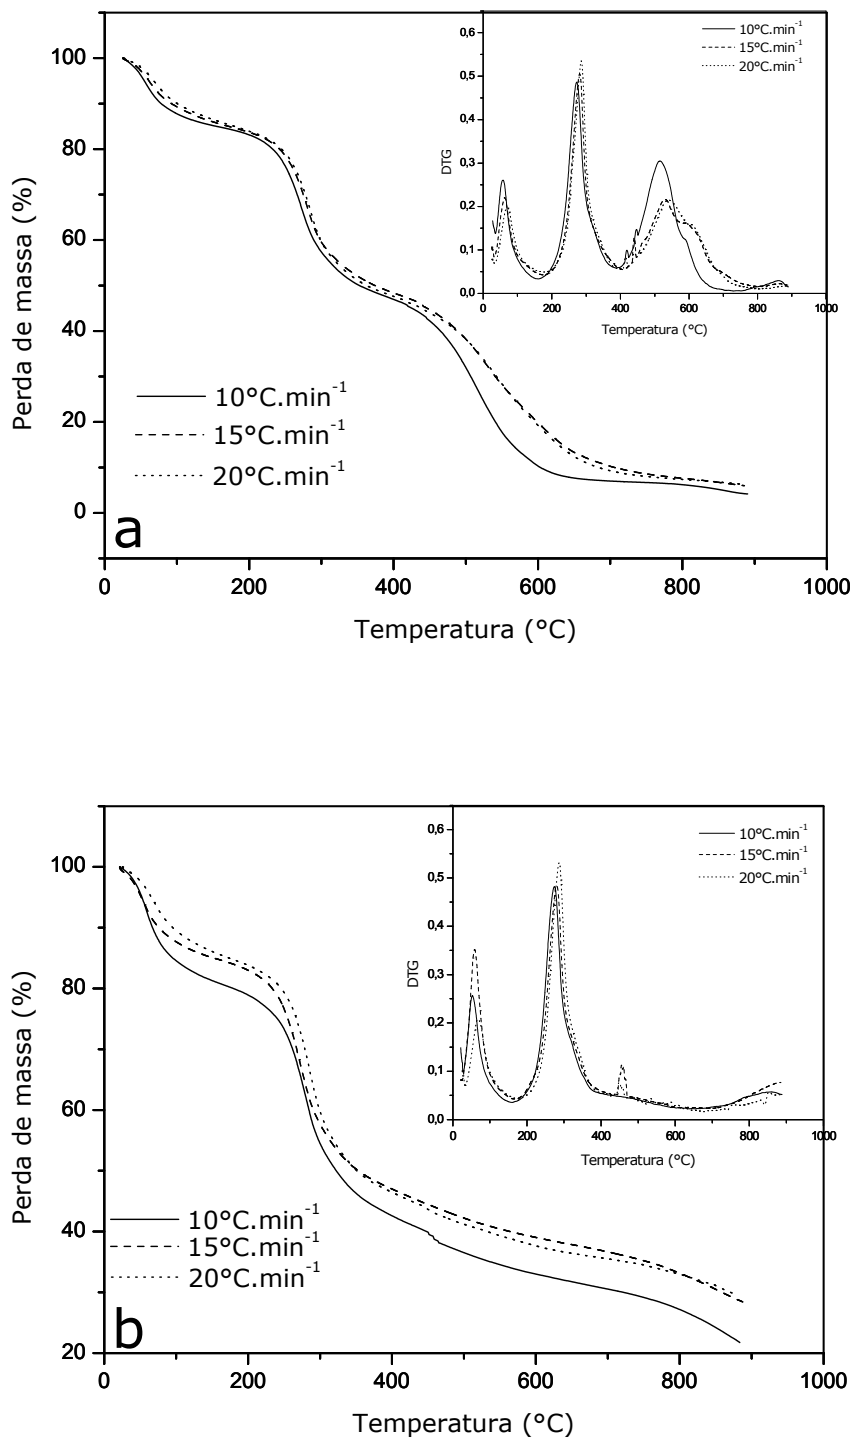 0,6
10°C.min⁻¹
15°C.min⁻¹
20°C.min⁻¹
0,5
0,4
DTG
0,3
0,2
0,1
0,0
0 200 400 600 800 1000
Temperatura (°C)
100
80
60
40
20
0
Perda de massa (%)
10°C.min⁻¹
15°C.min⁻¹
20°C.min⁻¹
a
200 400 600 800 1000
Temperatura (°C)
0,6
10°C.min⁻¹
15°C.min⁻¹
20°C.min⁻¹
0,5
0,4
DTG
0,3
0,2
0,1
0,0
0 200 400 600 800 1000
Temperatura (°C)
100
80
60
40
20
Perda de massa (%)
10°C.min⁻¹
15°C.min⁻¹
20°C.min⁻¹
b
0 200 400 600 800 1000
Temperatura (°C)